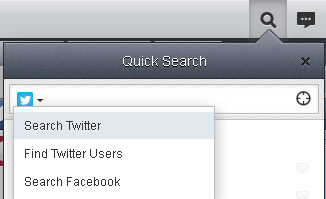 Quick Search
Search Twitter
Find Twitter Users
Search Facebook